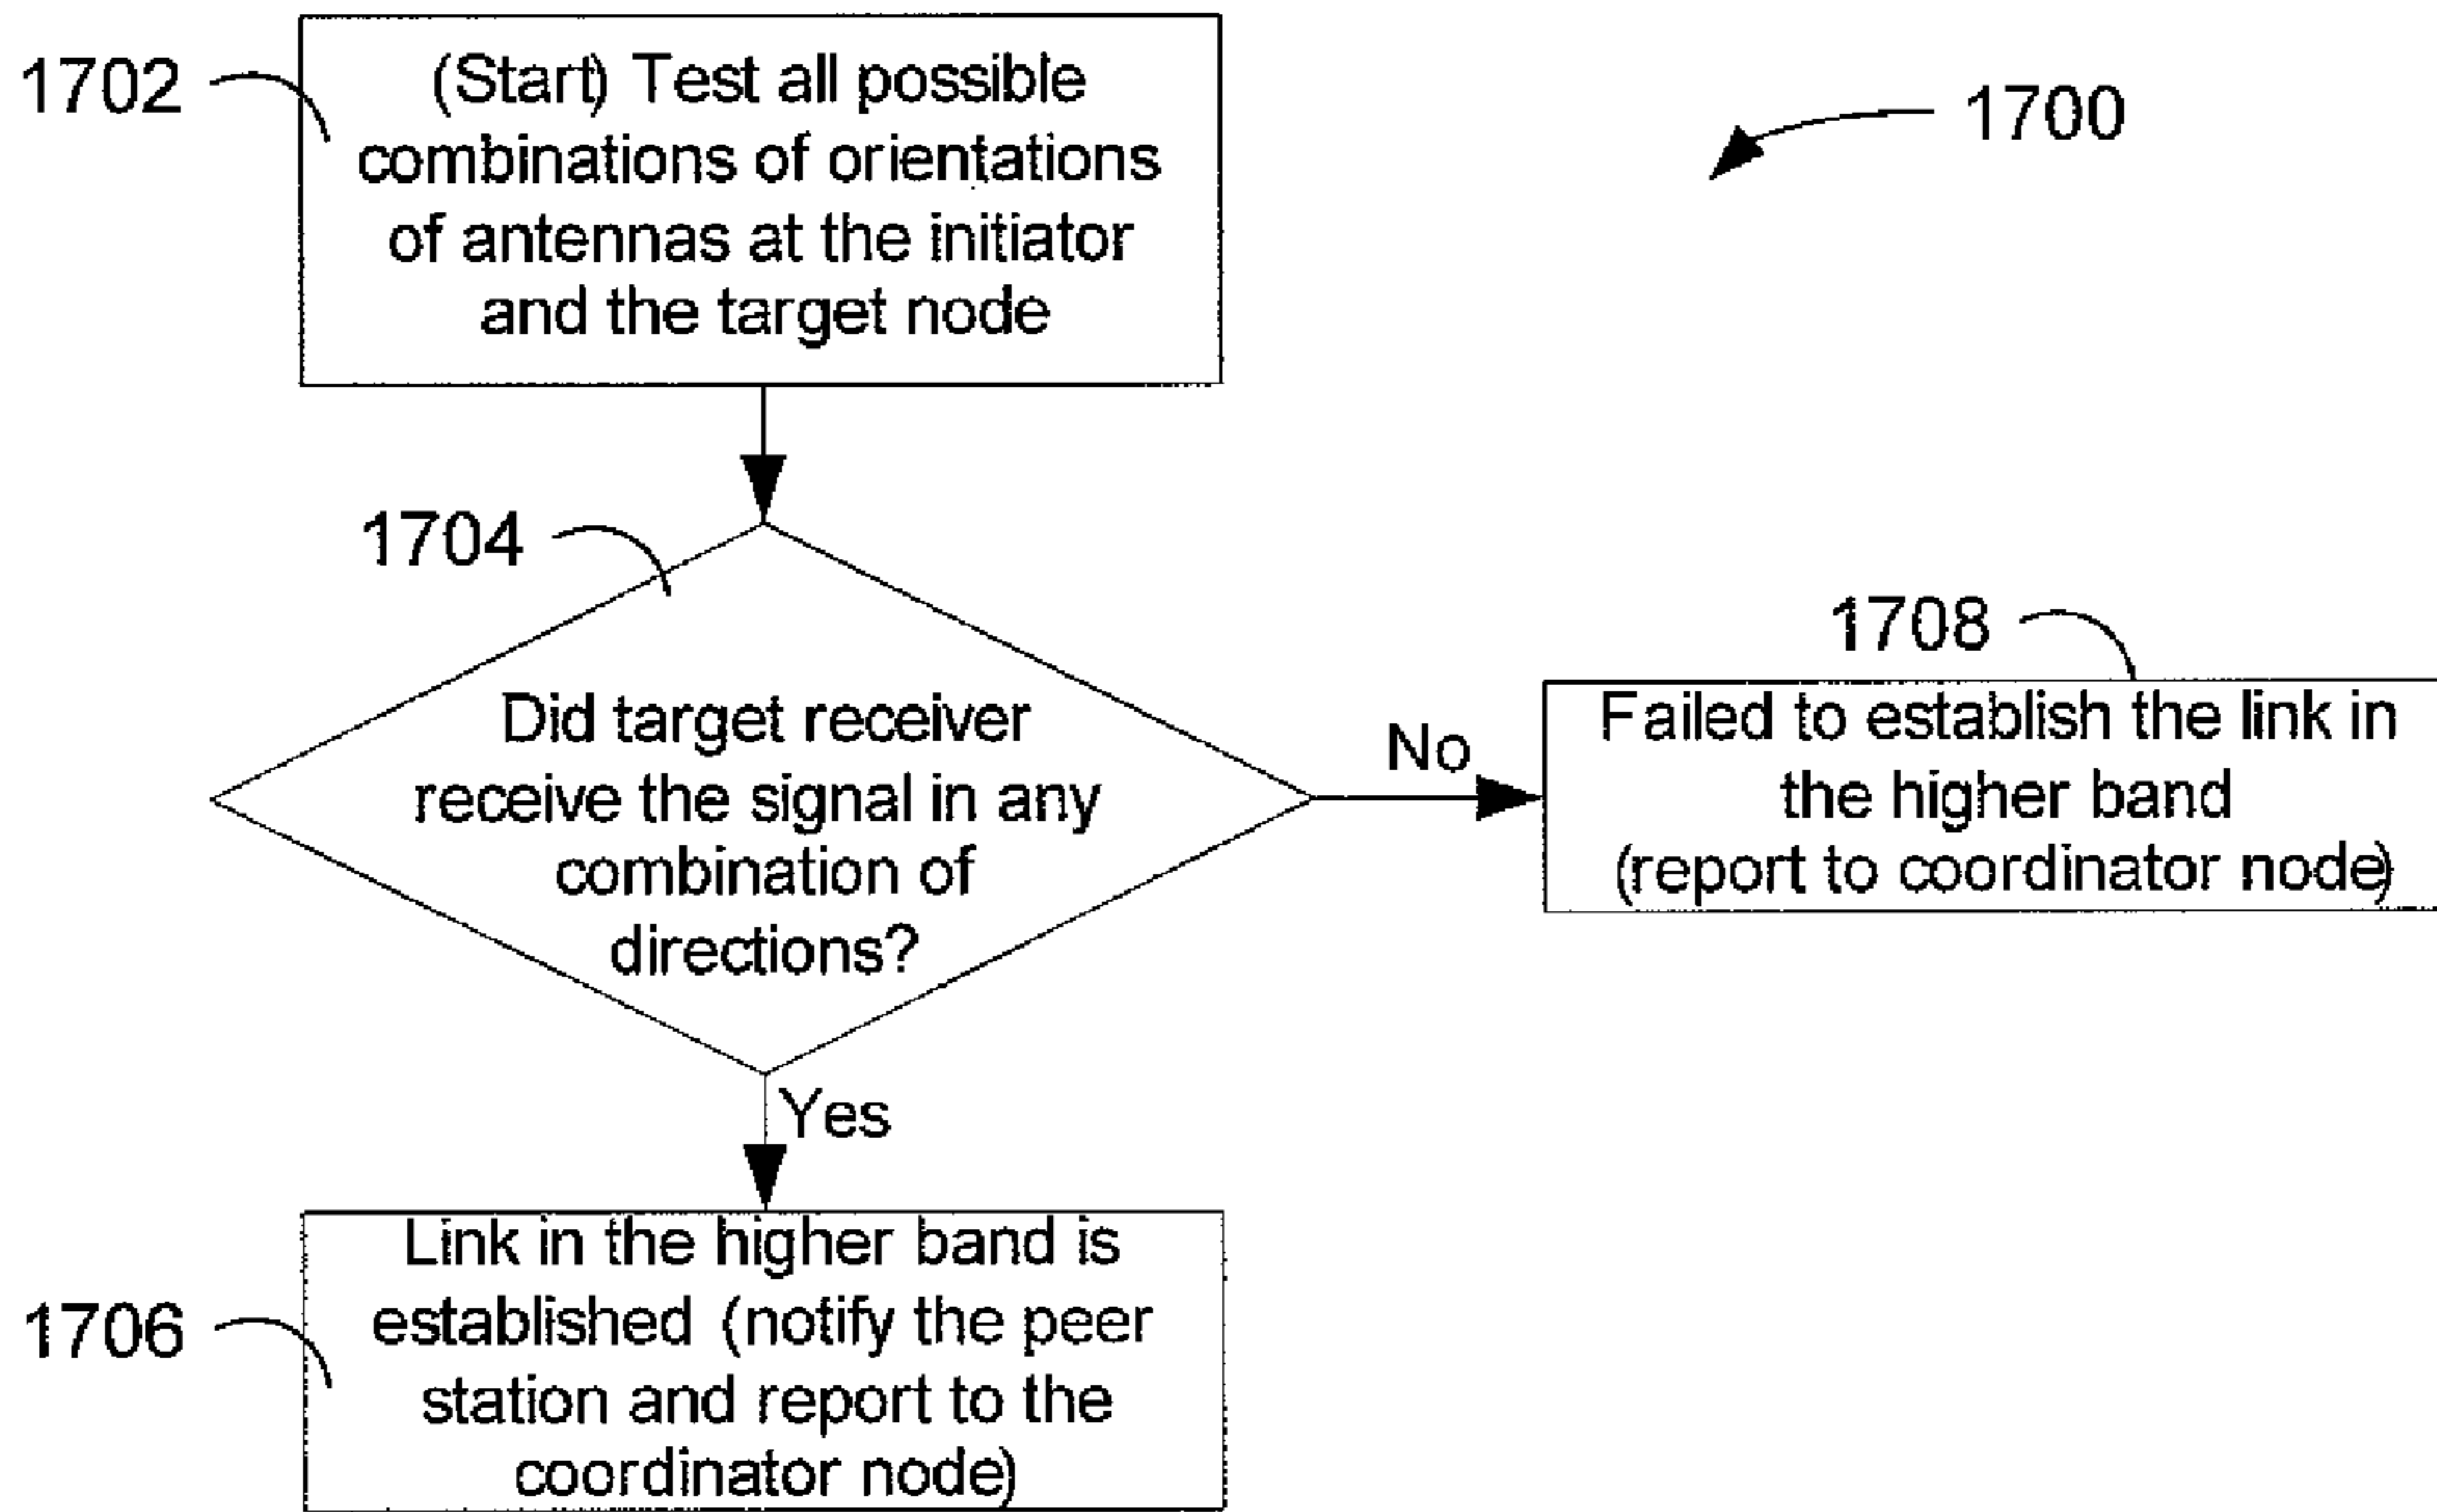 1702
(Start) Test all possible
combinations of orientations
of antennas at the initiator
and the target node
1700
1704
Did target receiver
receive the signal in any
combination of
directions?
No
1708
Failed to establish the link in
the higher band
(report to coordinator node)
Yes
1706
Link in the higher band is
established (notify the peer
station and report to the
coordinator node)